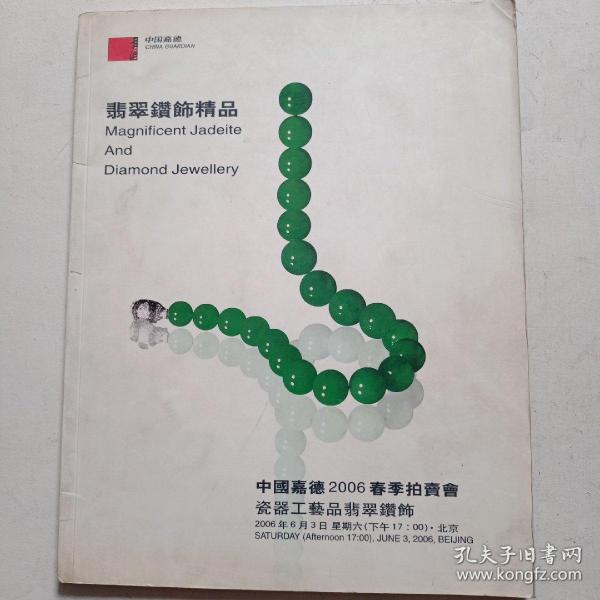 中国嘉德
CHINA GUARDIAN
翡翠鑽飾精品
Magnificent Jadeite
And
Diamond Jewellery
中國嘉德2006春季拍賣會
瓷器工藝品翡翠鑽飾
2006年6月3日 星期六(下午17:00)·北京
SATURDAY (Afternoon 17:00), JUNE 3, 2006, BEIJING
孔夫子旧书网
www.kongfz.com